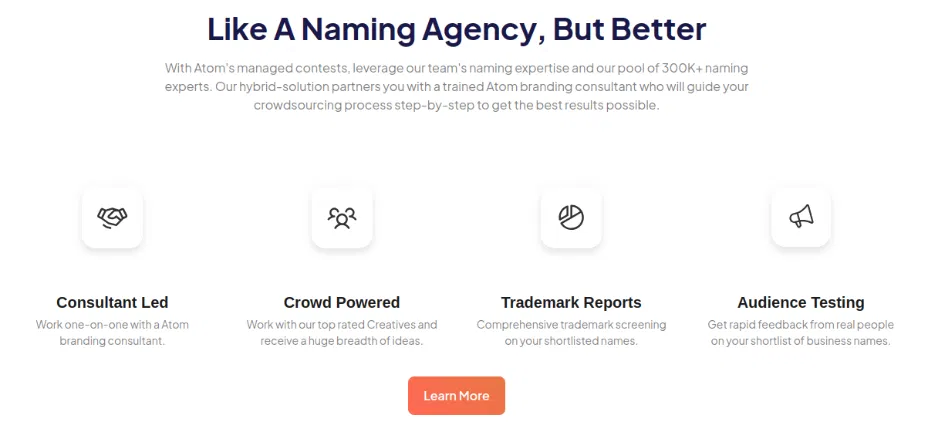 Like A Naming Agency, But Better
With Atom's managed contests, leverage our team's naming expertise and our pool of 300K+ naming
experts. Our hybrid-solution partners you with a trained Atom branding consultant who will guide your
crowdsourcing process step-by-step to get the best results possible.
Consultant Led
Work one-on-one with a Atom
branding consultant.
Crowd Powered
Work with our top rated Creatives and
receive a huge breadth of ideas.
Trademark Reports
Comprehensive trademark screening
on your shortlisted names.
Audience Testing
Get rapid feedback from real people
on your shortlist of business names.
Learn More